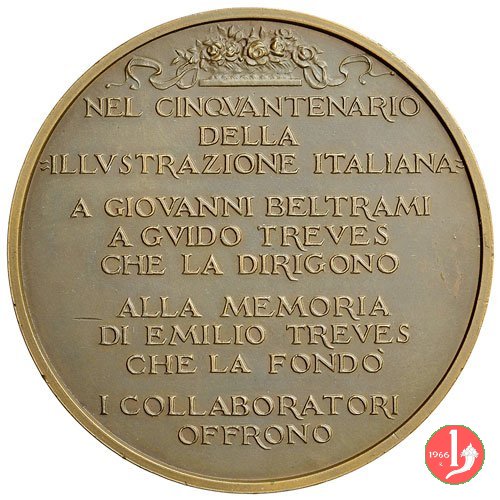 NEL CINQVANTENARIO
DELLA
«ILLVSTRAZIONE ITALIANA»
A GIOVANNI BELTRAMI
A GVIDO TREVES
CHE LA DIRIGONO
ALLA MEMORIA
DI EMILIO TREVES
CHE LA FONDÒ
I COLLABORATORI
OFFRONO
1966